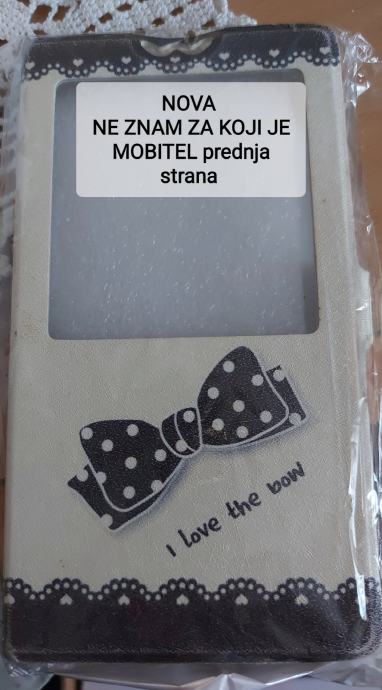 NOVA
NE ZNAM ZA KOJI JE
MOBITEL prednja
strana
I love the bow